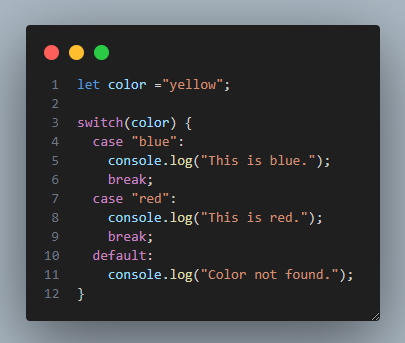 1 let color ="yellow";
2
3 switch(color) {
4   case "blue":
5     console.log("This is blue.");
6     break;
7   case "red":
8     console.log("This is red.");
9     break;
10   default:
11     console.log("Color not found.");
12 }